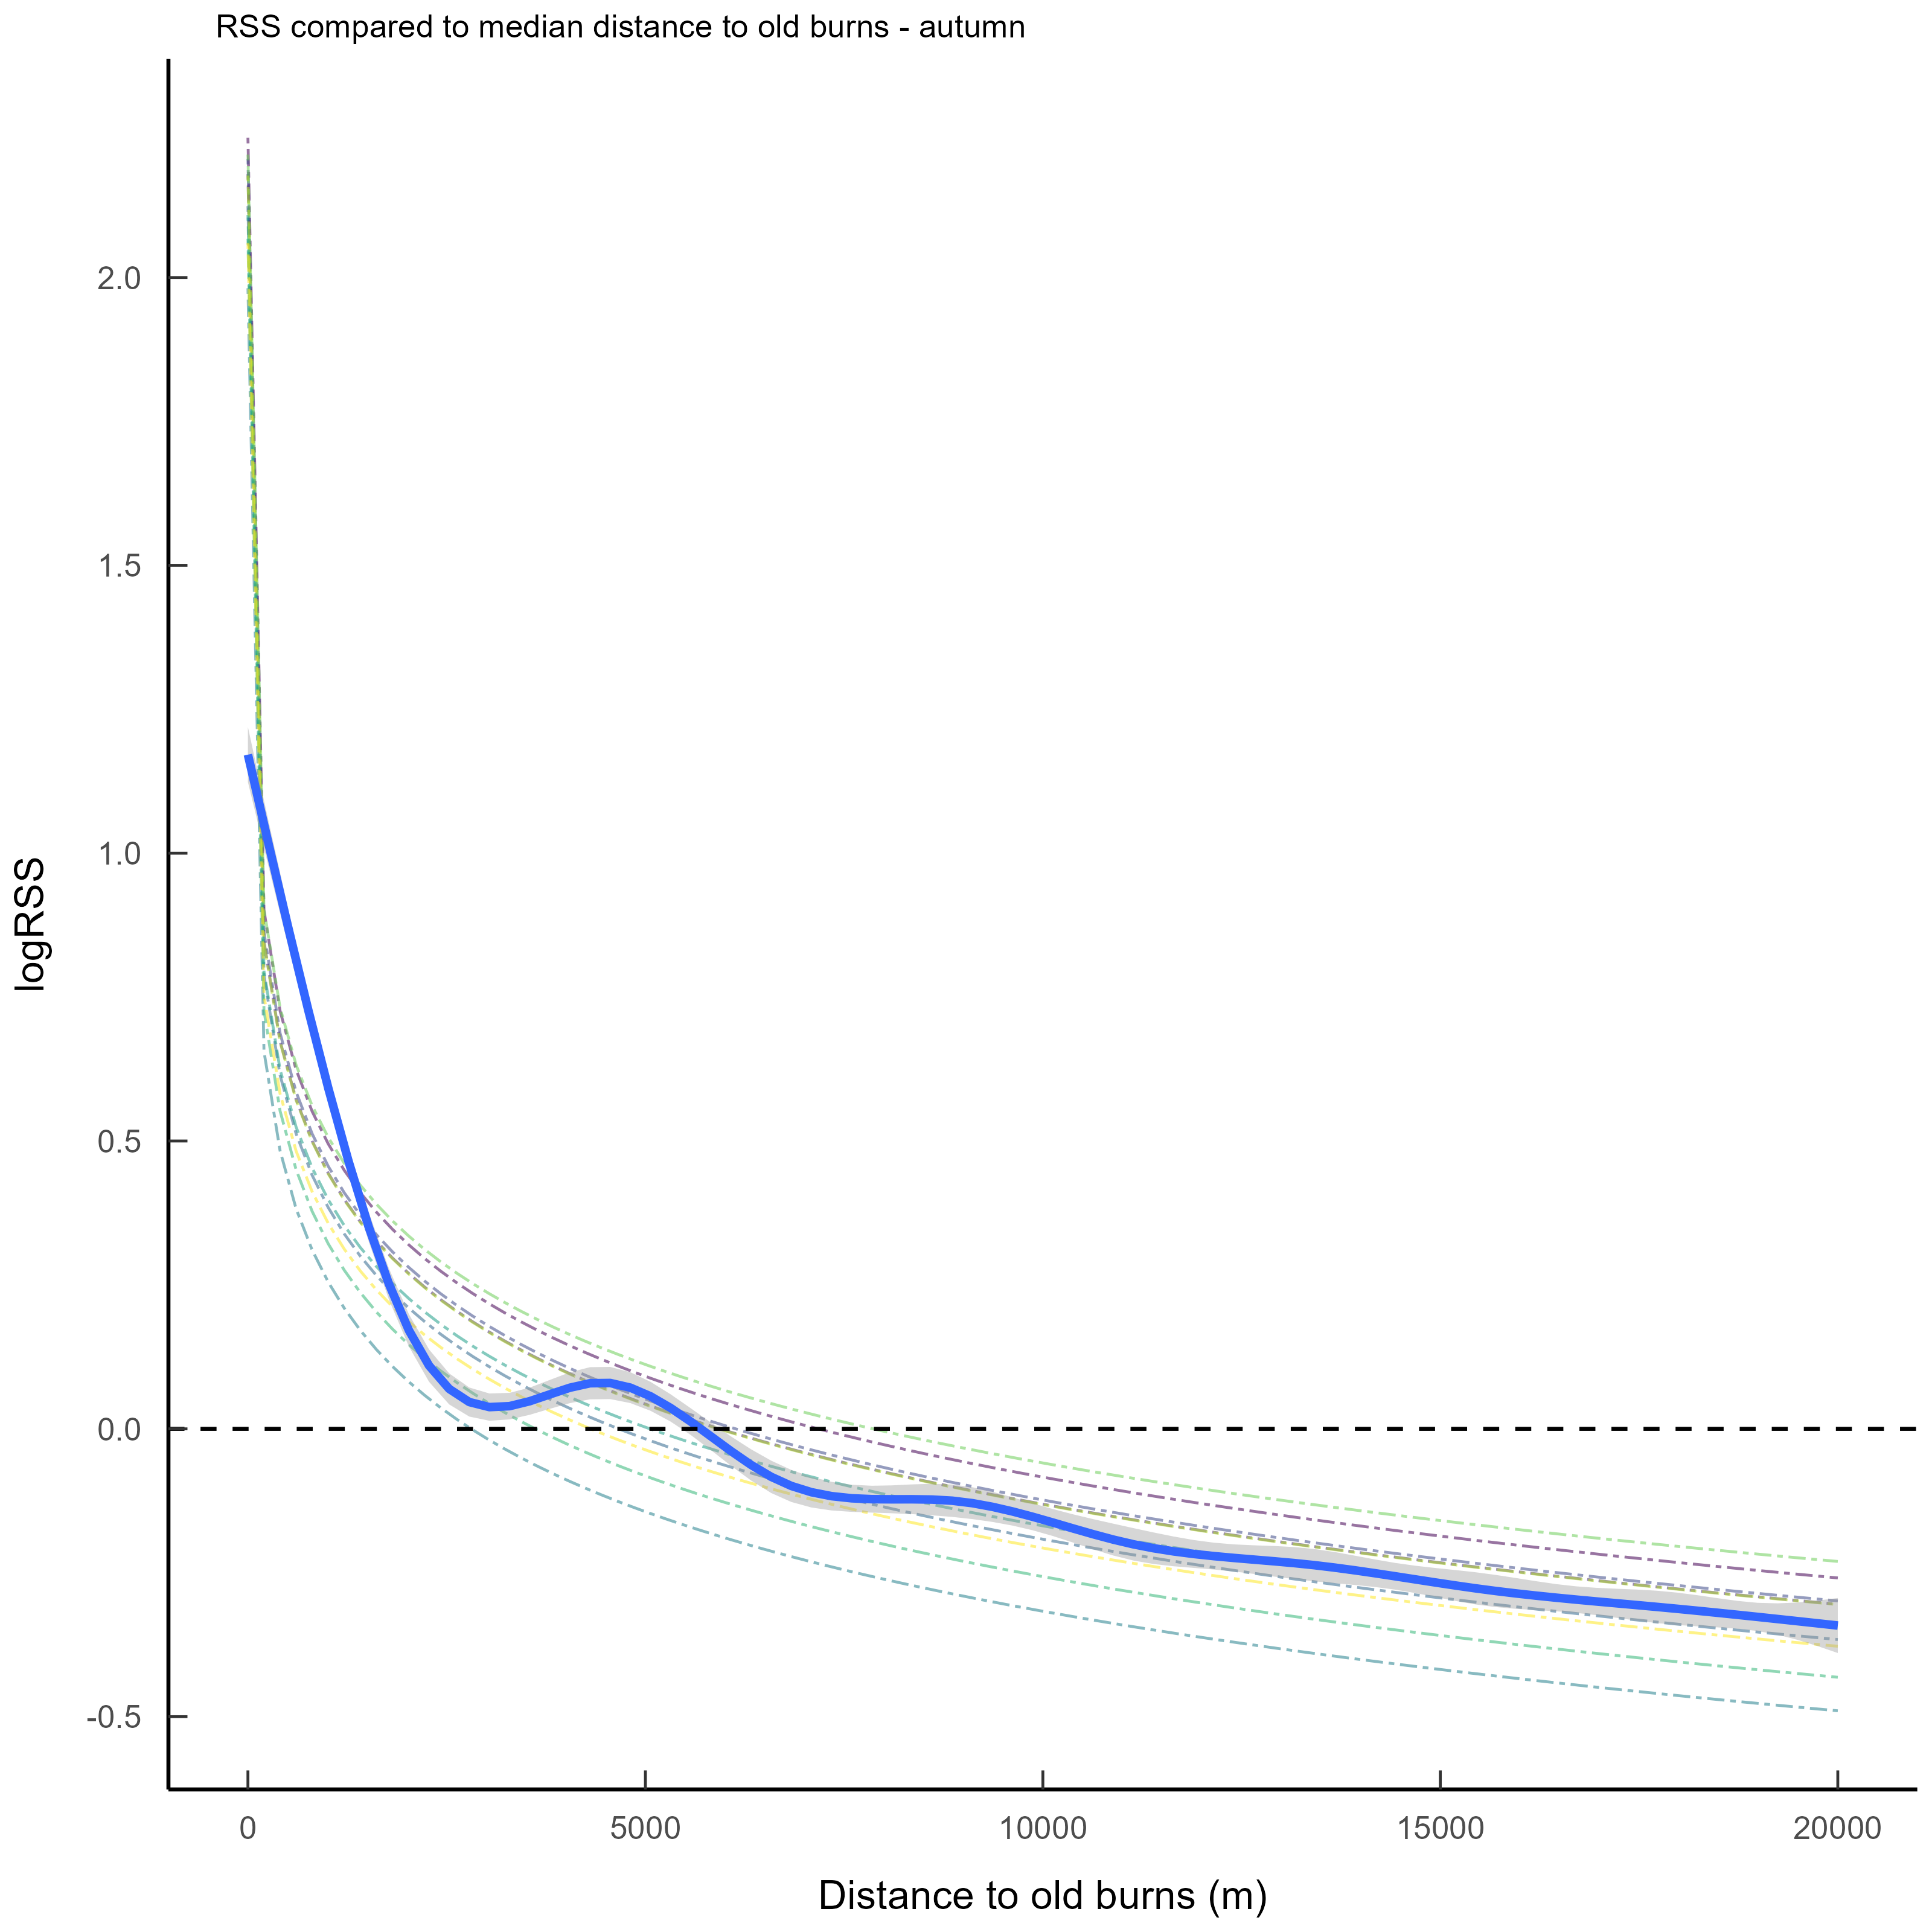 RSS compared to median distance to old burns - autumn
2.0
1.5
1.0
0.5
0.0
-0.5
logRSS
0 5000 10000 15000 20000
Distance to old burns (m)